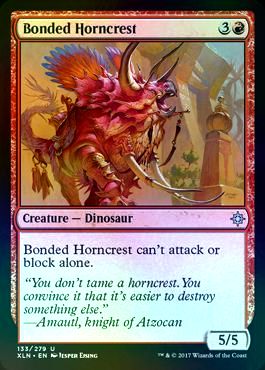 Bonded Horncrest 3
Creature — Dinosaur
Bonded Horncrest can't attack or
block alone.
"You don't tame a horncrest. You
convince it that it's easier to destroy
something else."
—Amautl, knight of Atzocan
5/5
133/279 U
XLN • EN Jesper Ejsing
™ & © 2017 Wizards of the Coast